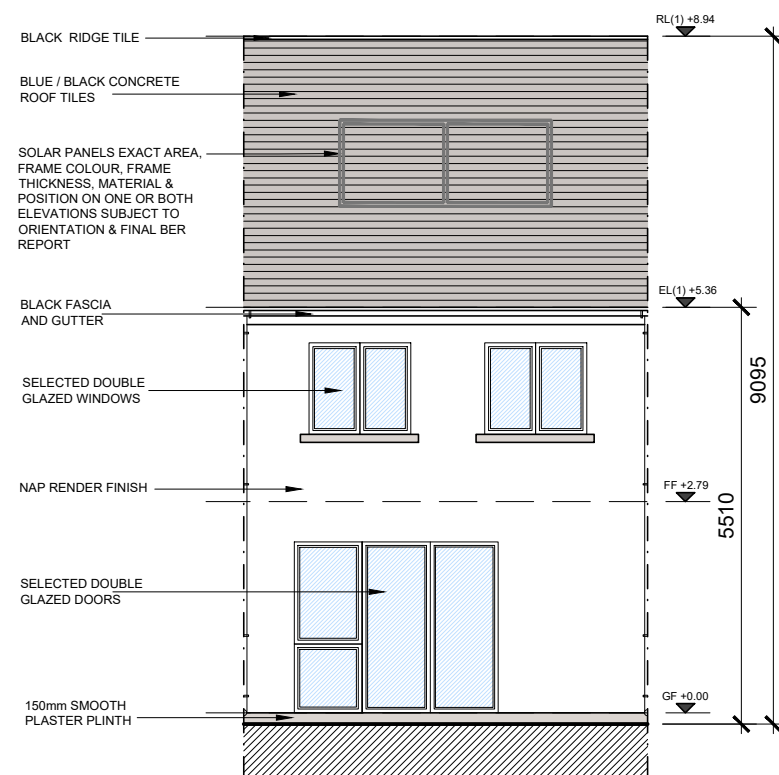 RL(1) +8.94
BLACK RIDGE TILE
BLUE / BLACK CONCRETE
ROOF TILES
SOLAR PANELS EXACT AREA,
FRAME COLOUR, FRAME
THICKNESS, MATERIAL &
POSITION ON ONE OR BOTH
ELEVATIONS SUBJECT TO
ORIENTATION & FINAL BER
REPORT
EL(1) +5.36
BLACK FASCIA
AND GUTTER
9095
SELECTED DOUBLE
GLAZED WINDOWS
NAP RENDER FINISH
FF +2.79
5510
SELECTED DOUBLE
GLAZED DOORS
GF +0.00
150mm SMOOTH
PLASTER PLINTH